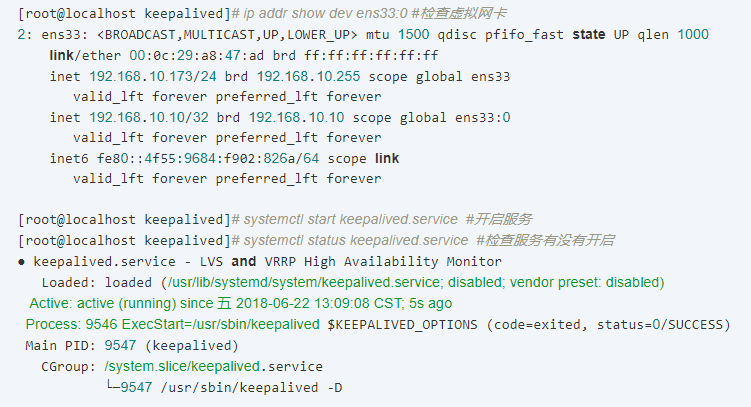 [root@localhost keepalived]# ip addr show dev ens33:0 #检查虚拟网卡
2: ens33: <BROADCAST,MULTICAST,UP,LOWER_UP> mtu 1500 qdisc pfifo_fast state UP qlen 1000
link/ether 00:0c:29:a8:47:ad brd ff:ff:ff:ff:ff:ff
inet 192.168.10.173/24 brd 192.168.10.255 scope global ens33
valid_lft forever preferred_lft forever
inet 192.168.10.10/32 brd 192.168.10.10 scope global ens33:0
valid_lft forever preferred_lft forever
inet6 fe80::4f55:9684:f902:826a/64 scope link
valid_lft forever preferred_lft forever
[root@localhost keepalived]# systemctl start keepalived.service #开启服务
[root@localhost keepalived]# systemctl status keepalived.service #检查服务有没有开启
● keepalived.service - LVS and VRRP High Availability Monitor
Loaded: loaded (/usr/lib/systemd/system/keepalived.service; disabled; vendor preset: disabled)
Active: active (running) since 五 2018-06-22 13:09:08 CST; 5s ago
Process: 9546 ExecStart=/usr/sbin/keepalived $KEEPALIVED_OPTIONS (code=exited, status=0/SUCCESS)
Main PID: 9547 (keepalived)
CGroup: /system.slice/keepalived.service
└─9547 /usr/sbin/keepalived -D